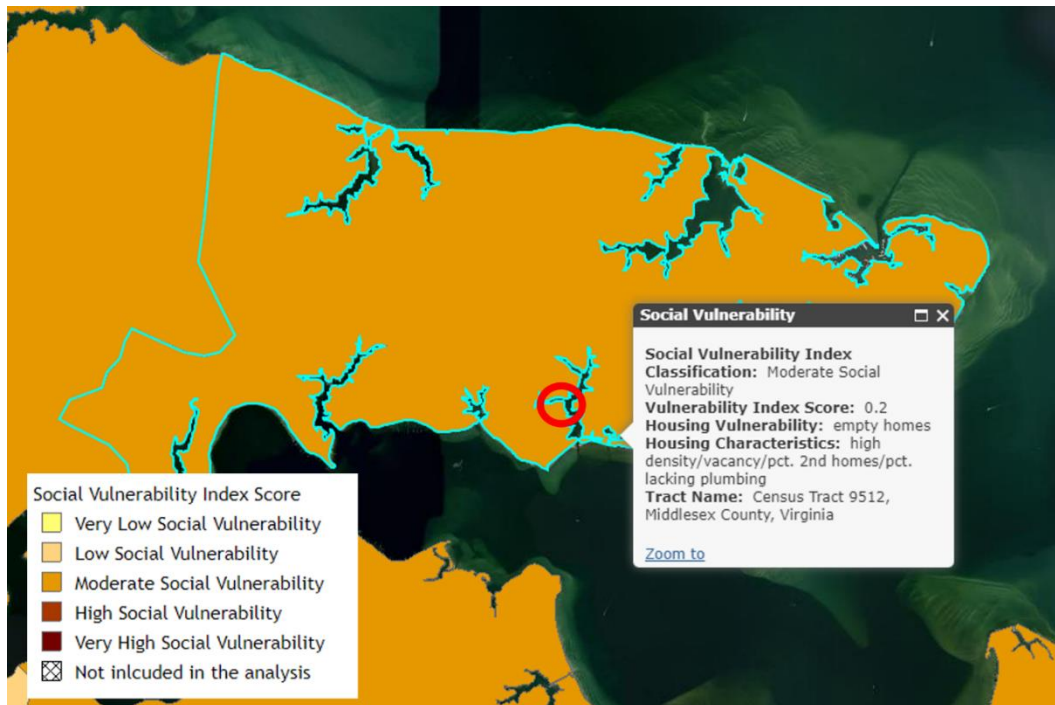 Social Vulnerability
Social Vulnerability Index
Classification: Moderate Social
Vulnerability
Vulnerability Index Score: 0.2
Housing Vulnerability: empty homes
Housing Characteristics: high
density/vacancy/pct. 2nd homes/pct.
lacking plumbing
Tract Name: Census Tract 9512,
Middlesex County, Virginia
Zoom to
Social Vulnerability Index Score
Very Low Social Vulnerability
Low Social Vulnerability
Moderate Social Vulnerability
High Social Vulnerability
Very High Social Vulnerability
Not inlcuded in the analysis